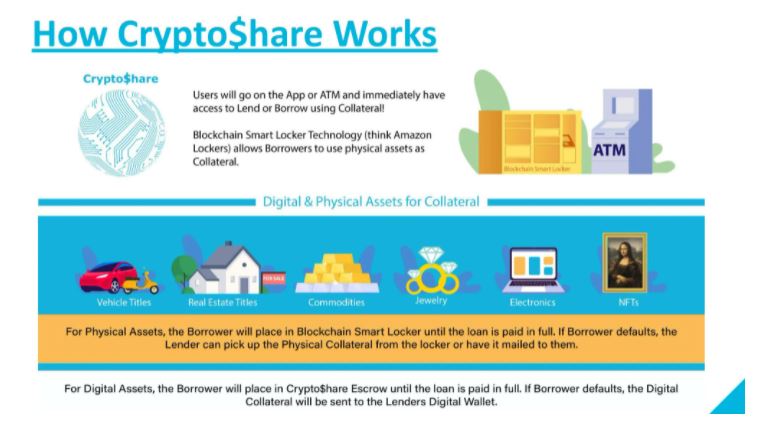 How Crypto$hare Works
Crypto$hare
Users will go on the App or ATM and immediately have
access to Lend or Borrow using Collateral!
Blockchain Smart Locker Technology (think Amazon
Lockers) allows Borrowers to use physical assets as
Collateral.
Blockchain Smart Locker
ATM
Digital & Physical Assets for Collateral
FOR SALE
Vehicle Titles
Real Estate Titles
Commodities
Jewelry
Electronics
NFTs
For Physical Assets, the Borrower will place in Blockchain Smart Locker until the loan is paid in full. If Borrower defaults, the
Lender can pick up the Physical Collateral from the locker or have it mailed to them.
For Digital Assets, the Borrower will place in Crypto$hare Escrow until the loan is paid in full. If Borrower defaults, the Digital
Collateral will be sent to the Lenders Digital Wallet.